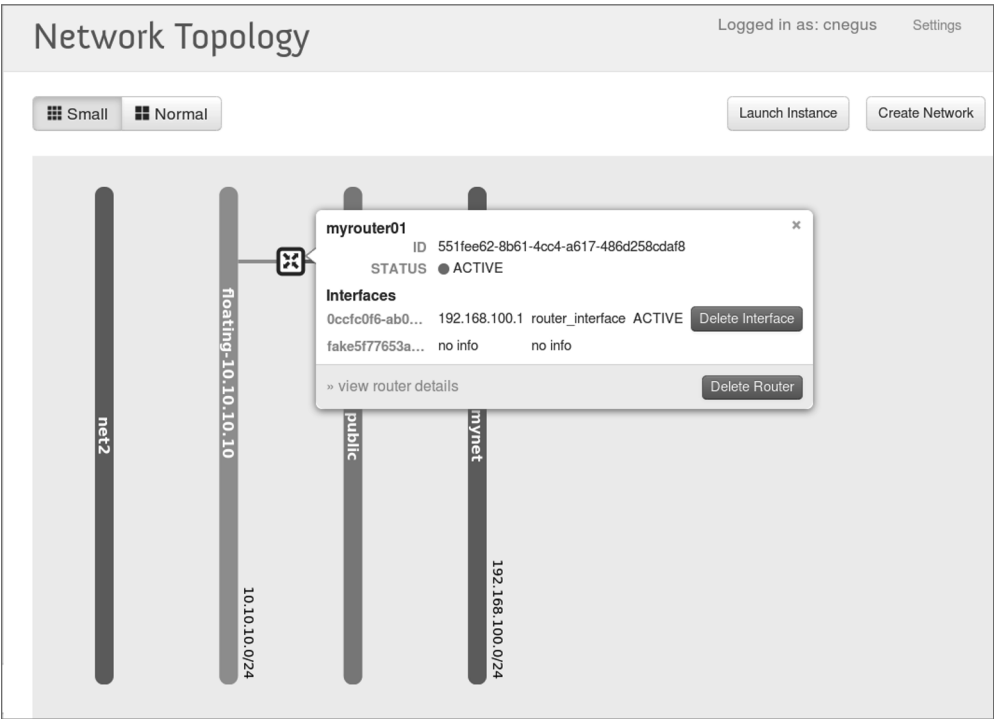 Network Topology
Logged in as: cnegus Settings
Small Normal
Launch Instance Create Network
myrouter01
ID 551fee62-8b61-4cc4-a617-486d258cdaf8
STATUS ACTIVE
Interfaces
0ccfc0f6-ab0... 192.168.100.1 router_interface ACTIVE Delete Interface
fake5f77653a... no info no info
» view router details Delete Router
net2
floating-10.10.10.10
10.10.10.0/24
public
mynet
192.168.100.0/24